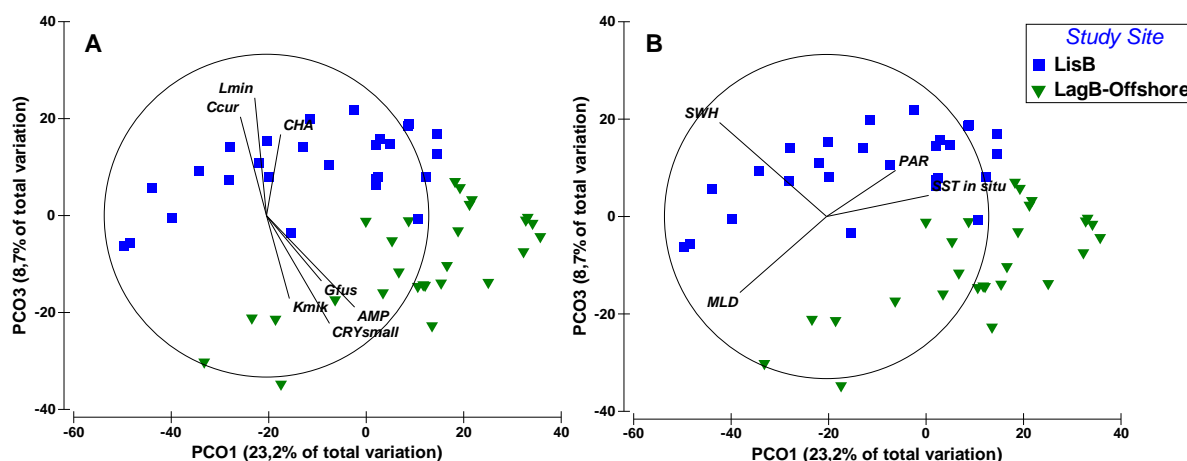 A
40
20
0
-20
-40
PCO3 (8,7% of total variation)
Lmin
Ccur
CHA
Gfus
Kmik
AMP
CRYsmall
-60
-40
-20
0
20
40
PCO1 (23,2% of total variation)
B
40
20
0
-20
-40
PCO3 (8,7% of total variation)
SWH
PAR
SST in situ
MLD
-60
-40
-20
0
20
40
PCO1 (23,2% of total variation)
Study Site
LisB
LagB-Offshore